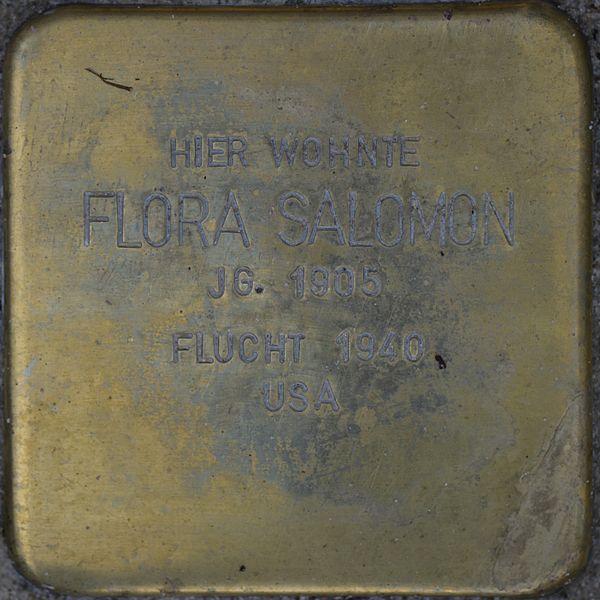 HIER WOHNTE
FLORA SALOMON
JG. 1905
FLUCHT 1940
USA